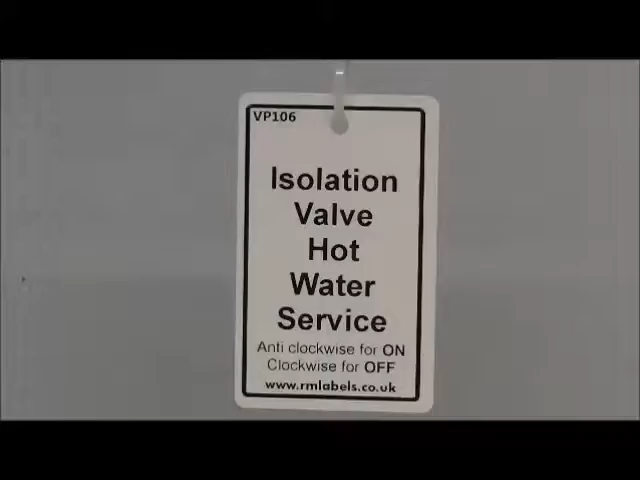 VP106
Isolation
Valve
Hot
Water
Service
Anti clockwise for ON
Clockwise for OFF
www.rmlabels.co.uk